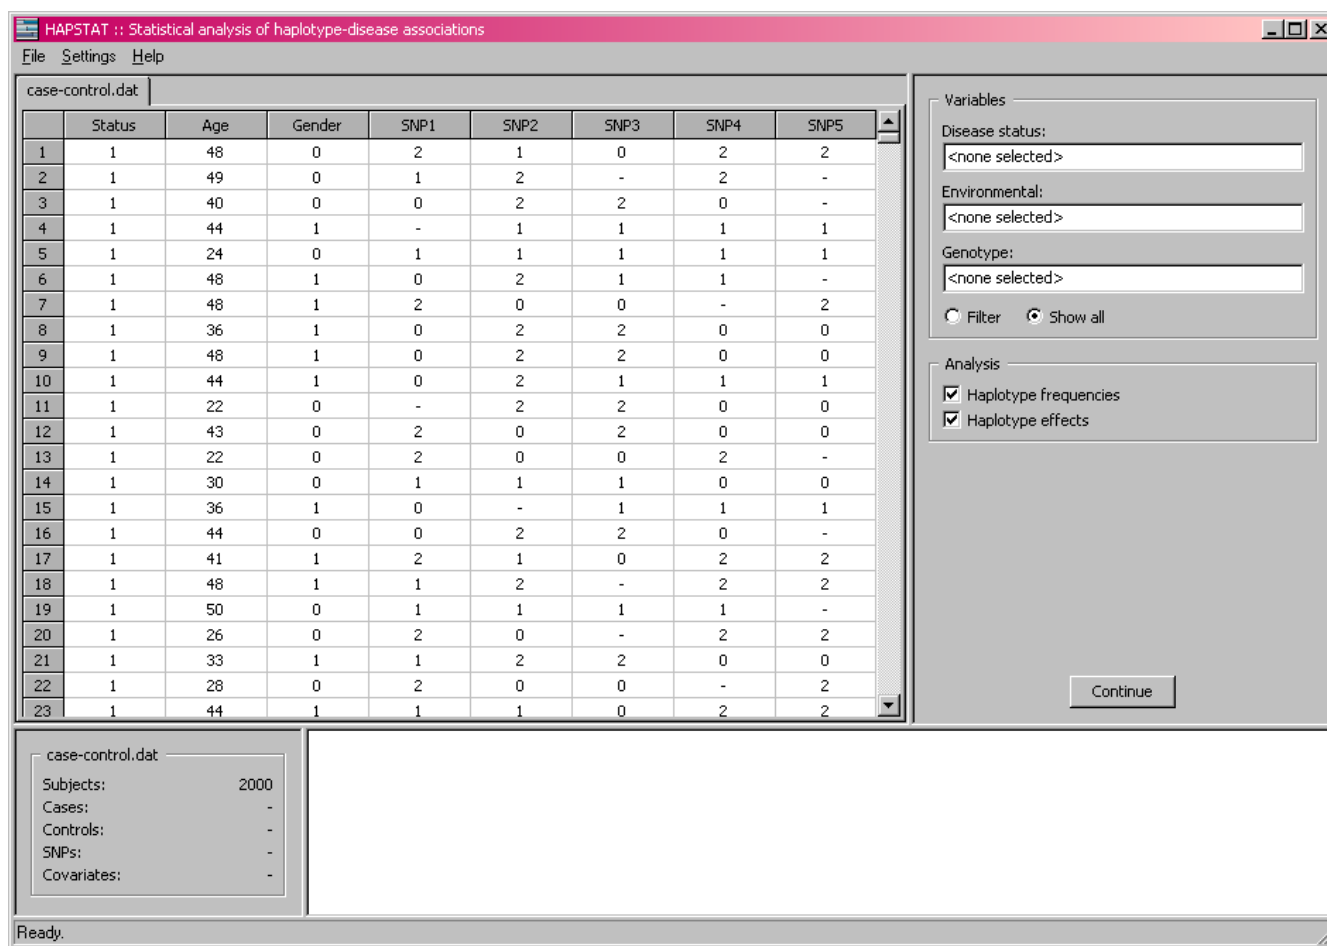 HAPSTAT :: Statistical analysis of haplotype-disease associations
File Settings Help
case-control.dat
Status Age Gender SNP1 SNP2 SNP3 SNP4 SNP5
1 1 48 0 2 1 0 2 2
2 1 49 0 1 2 - 2 -
3 1 40 0 0 2 2 0 -
4 1 44 1 - 1 1 1 1
5 1 24 0 1 1 1 1 1
6 1 48 1 0 2 1 1 -
7 1 48 1 2 0 0 - 2
8 1 36 1 0 2 2 0 0
9 1 48 1 0 2 2 0 0
10 1 44 1 0 2 1 1 1
11 1 22 0 - 2 2 0 0
12 1 43 0 2 0 2 0 0
13 1 22 0 2 0 0 2 -
14 1 30 0 1 1 1 0 0
15 1 36 1 0 - 1 1 1
16 1 44 0 0 2 2 0 -
17 1 41 1 2 1 0 2 2
18 1 48 1 1 2 - 2 2
19 1 50 0 1 1 1 1 -
20 1 26 0 2 0 - 2 2
21 1 33 1 1 2 2 0 0
22 1 28 0 2 0 0 - 2
23 1 44 1 1 1 0 2 2
Variables
Disease status:
<none selected>
Environmental:
<none selected>
Genotype:
<none selected>
Filter Show all
Analysis
Haplotype frequencies
Haplotype effects
Continue
case-control.dat
Subjects: 2000
Cases: -
Controls: -
SNPs: -
Covariates: -
Ready.